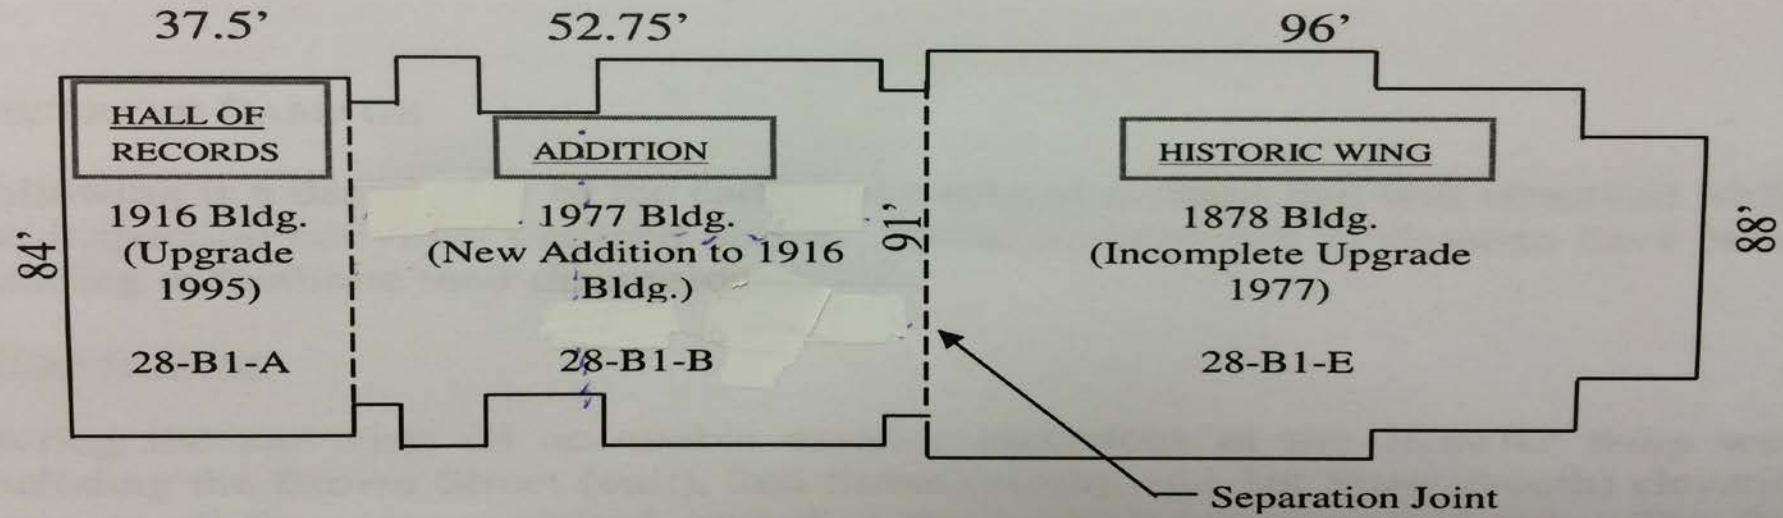 37.5’
52.75’
96’
HALL OF
RECORDS
1916 Bldg.
(Upgrade
1995)
28-B1-A
84’
ADDITION
1977 Bldg.
(New Addition to 1916
Bldg.)
28-B1-B
91’
HISTORIC WING
1878 Bldg.
(Incomplete Upgrade
1977)
28-B1-E
88’
Separation Joint